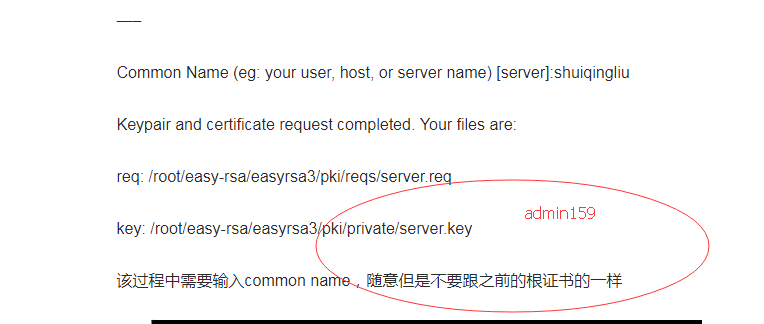 Common Name (eg: your user, host, or server name) [server]:shuiqingliu
Keypair and certificate request completed. Your files are:
req: /root/easy-rsa/easyrsa3/pki/reqs/server.req
admin159
key: /root/easy-rsa/easyrsa3/pki/private/server.key
该过程中需要输入common name，随意但是不要跟之前的根证书的一样